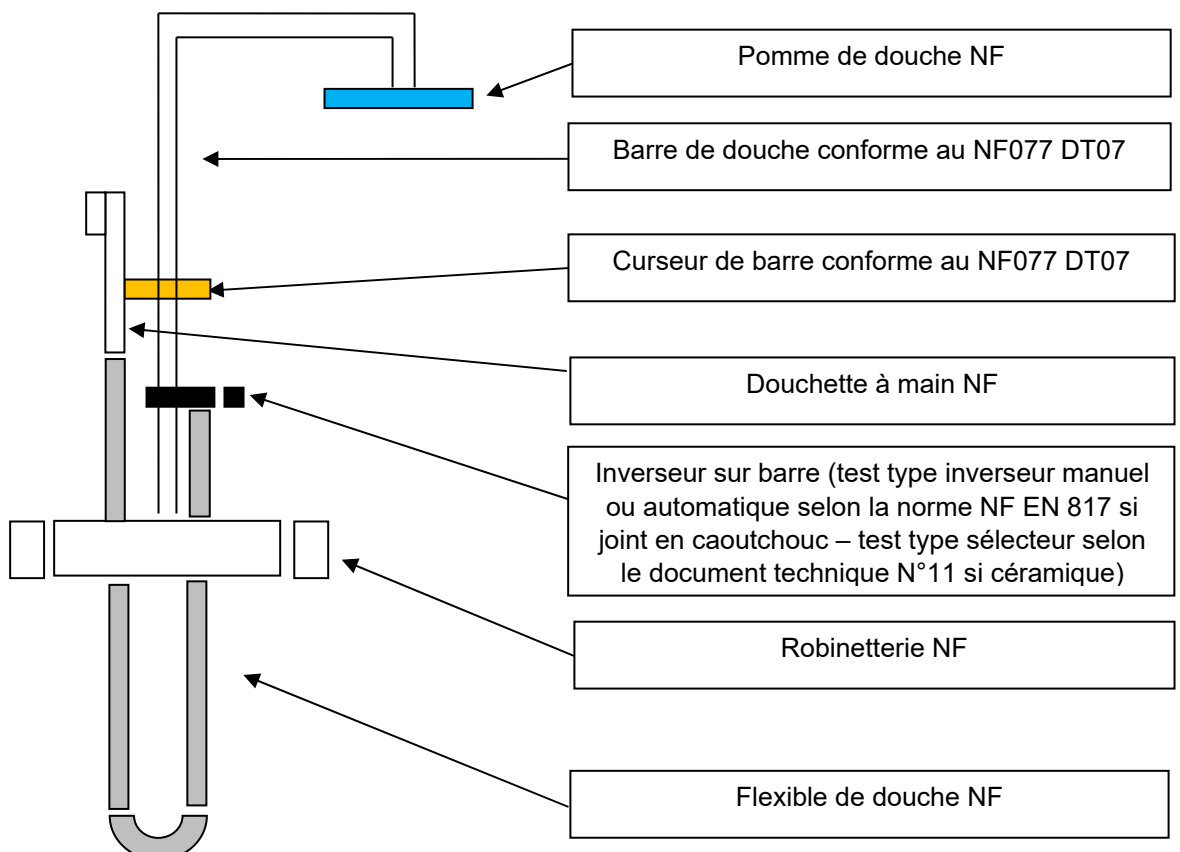 Pomme de douche NF
Barre de douche conforme au NF077 DT07
Curseur de barre conforme au NF077 DT07
Douchette à main NF
Inverseur sur barre (test type inverseur manuel
ou automatique selon la norme NF EN 817 si
joint en caoutchouc – test type sélecteur selon
le document technique N°11 si céramique)
Robinetterie NF
Flexible de douche NF